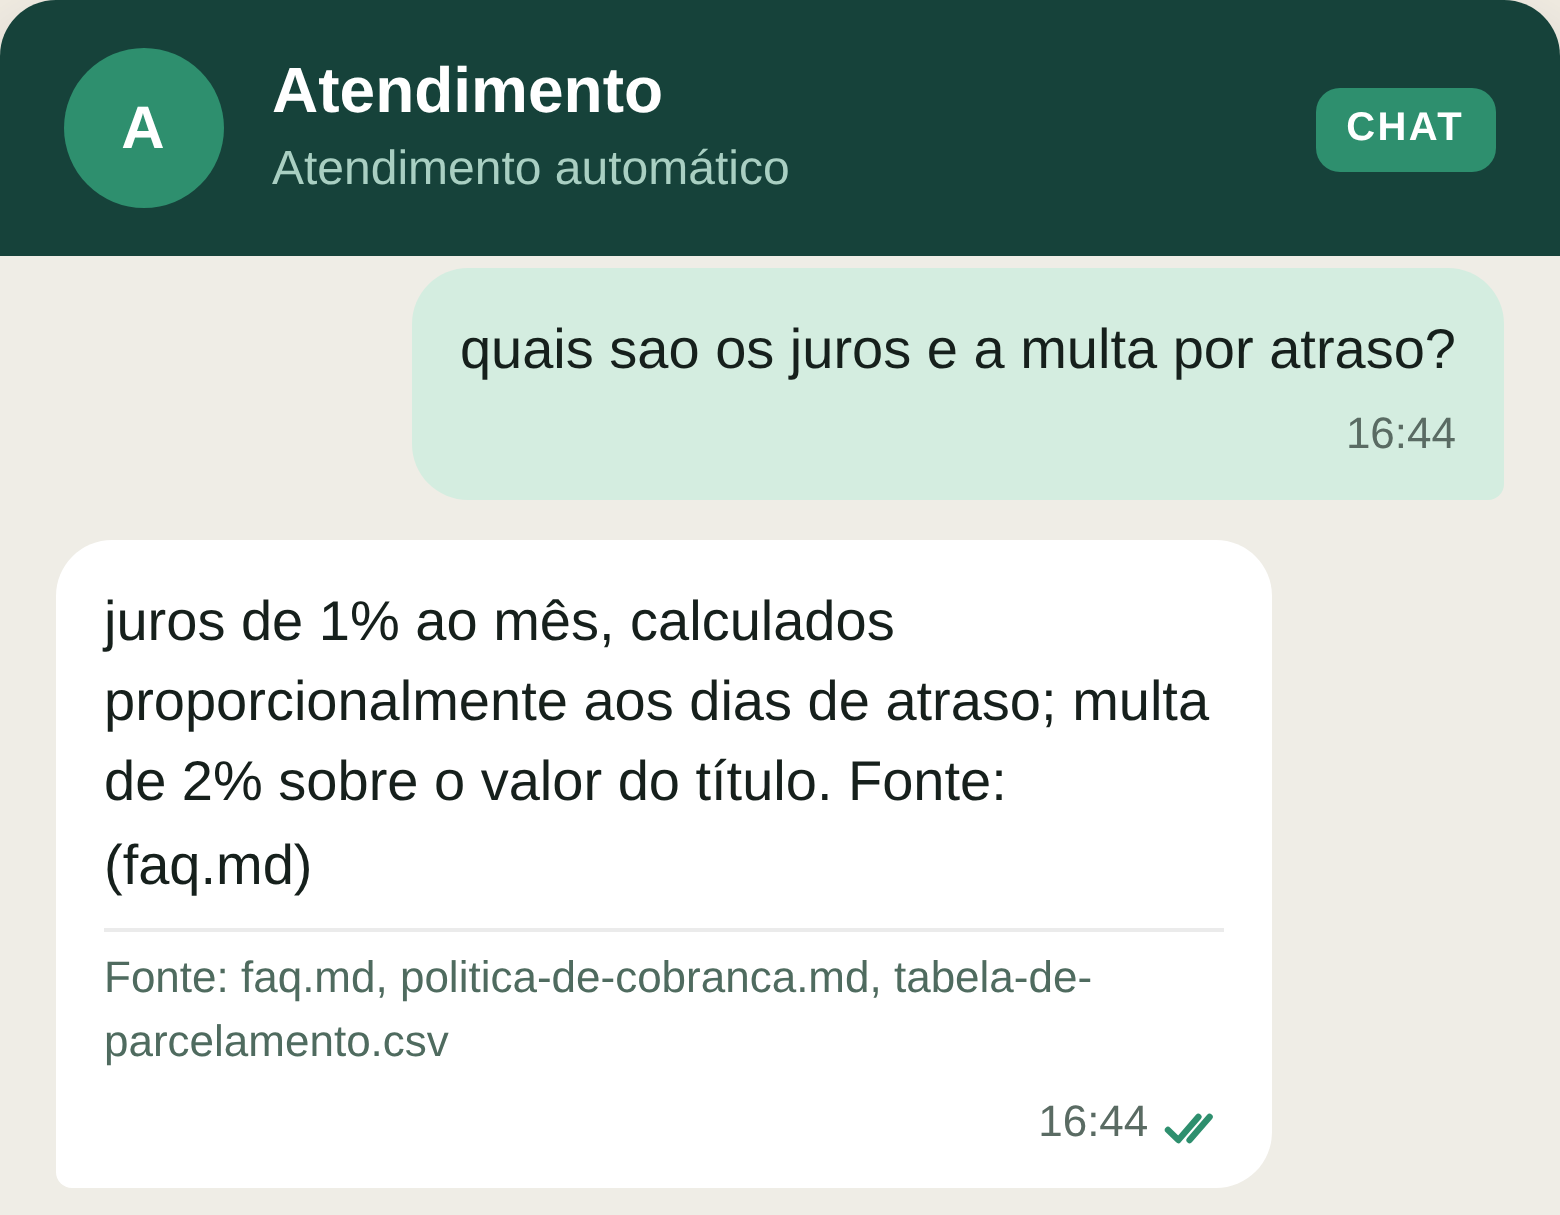 A
Atendimento
Atendimento automático
CHAT
quais sao os juros e a multa por atraso?
16:44
juros de 1% ao mês, calculados
proporcionalmente aos dias de atraso; multa
de 2% sobre o valor do título. Fonte:
(faq.md)
Fonte: faq.md, politica-de-cobranca.md, tabela-de-
parcelamento.csv
16:44